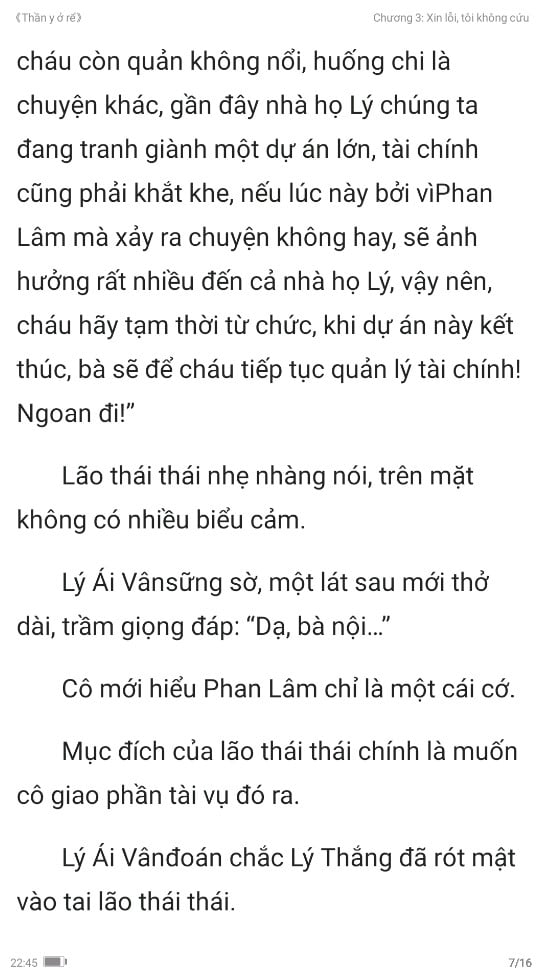 《Thần y ở rể》 Chương 3: Xin lỗi, tôi không cứu
cháu còn quản không nổi, huống chi là
chuyện khác, gần đây nhà họ Lý chúng ta
đang tranh giành một dự án lớn, tài chính
cũng phải khắt khe, nếu lúc này bởi vìPhan
Lâm mà xảy ra chuyện không hay, sẽ ảnh
hưởng rất nhiều đến cả nhà họ Lý, vậy nên,
cháu hãy tạm thời từ chức, khi dự án này kết
thúc, bà sẽ để cháu tiếp tục quản lý tài chính!
Ngoan đi!”
Lão thái thái nhẹ nhàng nói, trên mặt
không có nhiều biểu cảm.
Lý Ái Vânsững sờ, một lát sau mới thở
dài, trầm giọng đáp: “Dạ, bà nội...”
Cô mới hiểu Phan Lâm chỉ là một cái cớ.
Mục đích của lão thái thái chính là muốn
cô giao phần tài vụ đó ra.
Lý Ái Vânđoán chắc Lý Thắng đã rót mật
vào tai lão thái thái.
22:45 7/16